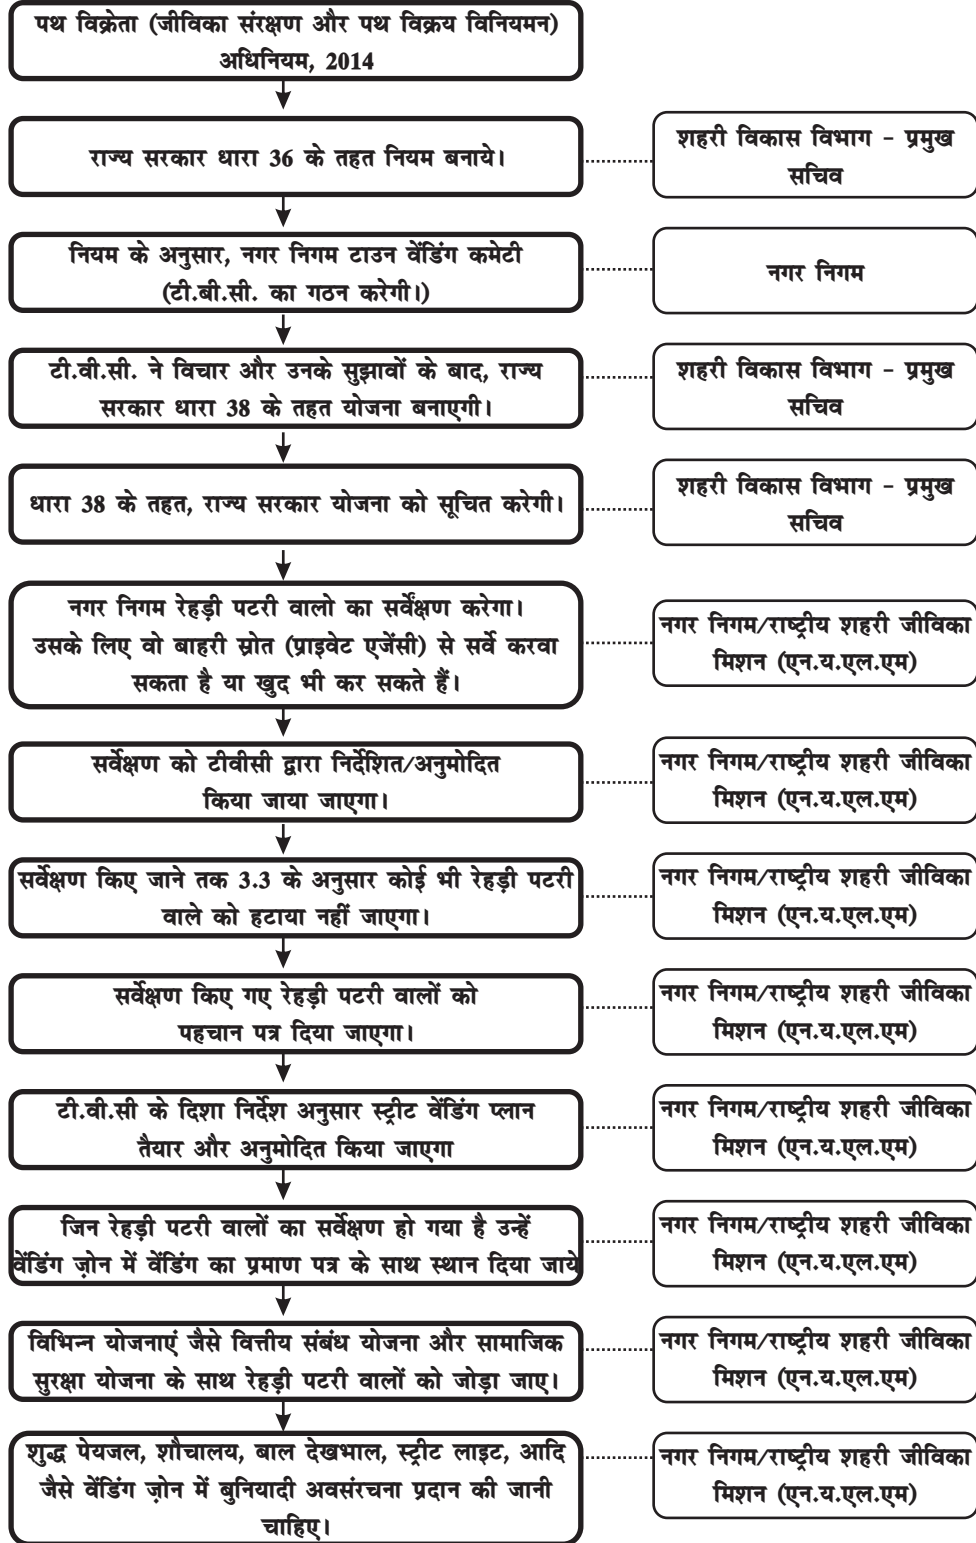 पथ विक्रेता (जीविका संरक्षण और पथ विक्रय विनियमन)
अधिनियम, 2014
राज्य सरकार धारा 36 के तहत नियम बनाये।
शहरी विकास विभाग - प्रमुख
सचिव
नियम के अनुसार, नगर निगम टाउन वेंडिंग कमेटी
(टी.बी.सी. का गठन करेगी।)
नगर निगम
टी.वी.सी. ने विचार और उनके सुझावों के बाद, राज्य
सरकार धारा 38 के तहत योजना बनाएगी।
शहरी विकास विभाग - प्रमुख
सचिव
धारा 38 के तहत, राज्य सरकार योजना को सूचित करेगी।
शहरी विकास विभाग - प्रमुख
सचिव
नगर निगम रेहड़ी पटरी वालो का सर्वेंक्षण करेगा।
उसके लिए वो बाहरी स्रोत (प्राइवेट एजेंसी) से सर्वे करवा
सकता है या खुद भी कर सकते हैं।
नगर निगम/राष्ट्रीय शहरी जीविका
मिशन (एन.य.एल.एम)
सर्वेक्षण को टीवीसी द्वारा निर्देशित/अनुमोदित
किया जाया जाएगा।
नगर निगम/राष्ट्रीय शहरी जीविका
मिशन (एन.य.एल.एम)
सर्वेक्षण किए जाने तक 3.3 के अनुसार कोई भी रेहड़ी पटरी
वाले को हटाया नहीं जाएगा।
नगर निगम/राष्ट्रीय शहरी जीविका
मिशन (एन.य.एल.एम)
सर्वेक्षण किए गए रेहड़ी पटरी वालों को
पहचान पत्र दिया जाएगा।
नगर निगम/राष्ट्रीय शहरी जीविका
मिशन (एन.य.एल.एम)
टी.वी.सी के दिशा निर्देश अनुसार स्ट्रीट वेंडिंग प्लान
तैयार और अनुमोदित किया जाएगा
नगर निगम/राष्ट्रीय शहरी जीविका
मिशन (एन.य.एल.एम)
जिन रेहड़ी पटरी वालों का सर्वेक्षण हो गया है उन्हें
वेंडिंग ज़ोन में वेंडिंग का प्रमाण पत्र के साथ स्थान दिया जाये
नगर निगम/राष्ट्रीय शहरी जीविका
मिशन (एन.य.एल.एम)
विभिन्न योजनाएं जैसे वित्तीय संबंध योजना और सामाजिक
सुरक्षा योजना के साथ रेहड़ी पटरी वालों को जोड़ा जाए।
नगर निगम/राष्ट्रीय शहरी जीविका
मिशन (एन.य.एल.एम)
शुद्ध पेयजल, शौचालय, बाल देखभाल, स्ट्रीट लाइट, आदि
जैसे वेंडिंग ज़ोन में बुनियादी अवसंरचना प्रदान की जानी
चाहिए।
नगर निगम/राष्ट्रीय शहरी जीविका
मिशन (एन.य.एल.एम)